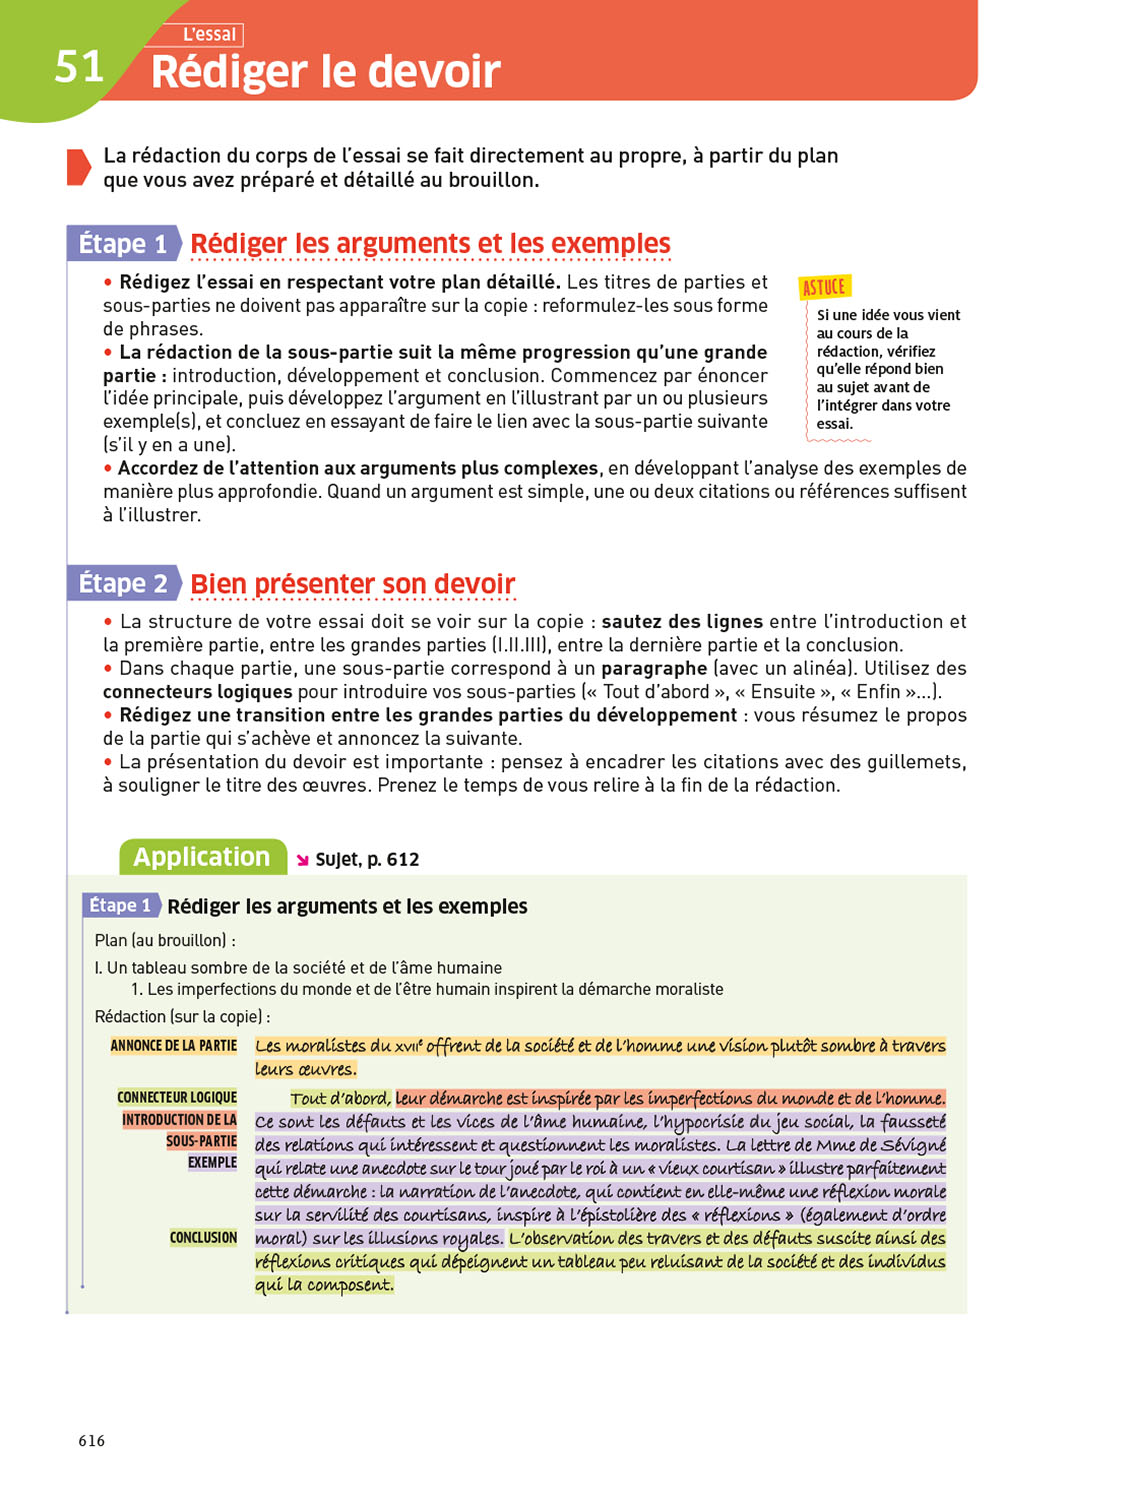 L'essai
51
Rédiger le devoir
La rédaction du corps de l'essai se fait directement au propre, à partir du plan
que vous avez préparé et détaillé au brouillon.
Étape 1
Rédiger les arguments et les exemples
• Rédigez l'essai en respectant votre plan détaillé. Les titres de parties et
sous-parties ne doivent pas apparaître sur la copie : reformulez-les sous forme
de phrases.
• La rédaction de la sous-partie suit la même progression qu'une grande
partie : introduction, développement et conclusion. Commencez par énoncer
l'idée principale, puis développez l'argument en l'illustrant par un ou plusieurs
exemple(s), et concluez en essayant de faire le lien avec la sous-partie suivante
(s'il y en a une).
ASTUCE
Si une idée vous vient
au cours de la
rédaction, vérifiez
qu'elle répond bien
au sujet avant de
l'intégrer dans votre
essai.
• Accordez de l'attention aux arguments plus complexes, en développant l'analyse des exemples de
manière plus approfondie. Quand un argument est simple, une ou deux citations ou références suffisent
à l'illustrer.
Étape 2
Bien présenter son devoir
• La structure de votre essai doit se voir sur la copie : sautez des lignes entre l'introduction et
la première partie, entre les grandes parties (I.II.III), entre la dernière partie et la conclusion.
• Dans chaque partie, une sous-partie correspond à un paragraphe (avec un alinéa). Utilisez des
connecteurs logiques pour introduire vos sous-parties (« Tout d'abord », « Ensuite », « Enfin »...).
• Rédigez une transition entre les grandes parties du développement : vous résumez le propos
de la partie qui s'achève et annoncez la suivante.
• La présentation du devoir est importante : pensez à encadrer les citations avec des guillemets,
à souligner le titre des œuvres. Prenez le temps de vous relire à la fin de la rédaction.
Application
Sujet, p. 612
Étape 1
Rédiger les arguments et les exemples
Plan (au brouillon) :
I. Un tableau sombre de la société et de l'âme humaine
1. Les imperfections du monde et de l'être humain inspirent la démarche moraliste
Rédaction (sur la copie) :
ANNONCE DE LA PARTIE
Les moralistes du XVIIe offrent de la société et de l'homme une vision plutôt sombre à travers
leurs œuvres.
CONNECTEUR LOGIQUE
Tout d'abord, leur démarche est inspirée par les imperfections du monde et de l'homme.
INTRODUCTION DE LA
Ce sont les défauts et les vices de l'âme humaine, l'hypocrisie du jeu social, la fausseté
SOUS-PARTIE
des relations qui intéressent et questionnent les moralistes. La lettre de Mme de Sévigné
EXEMPLE
qui relate une anecdote sur le tour joué par le roi à un « vieux courtisan » illustre parfaitement
cette démarche : la narration de l'anecdote, qui contient en elle-même une réflexion morale
sur la servilité des courtisans, inspire à l'épistolière des « réflexions » (également d'ordre
CONCLUSION
moral) sur les illusions royales. L'observation des travers et des défauts suscite ainsi des
réflexions critiques qui dépeignent un tableau peu reluisant de la société et des individus
qui la composent.
616